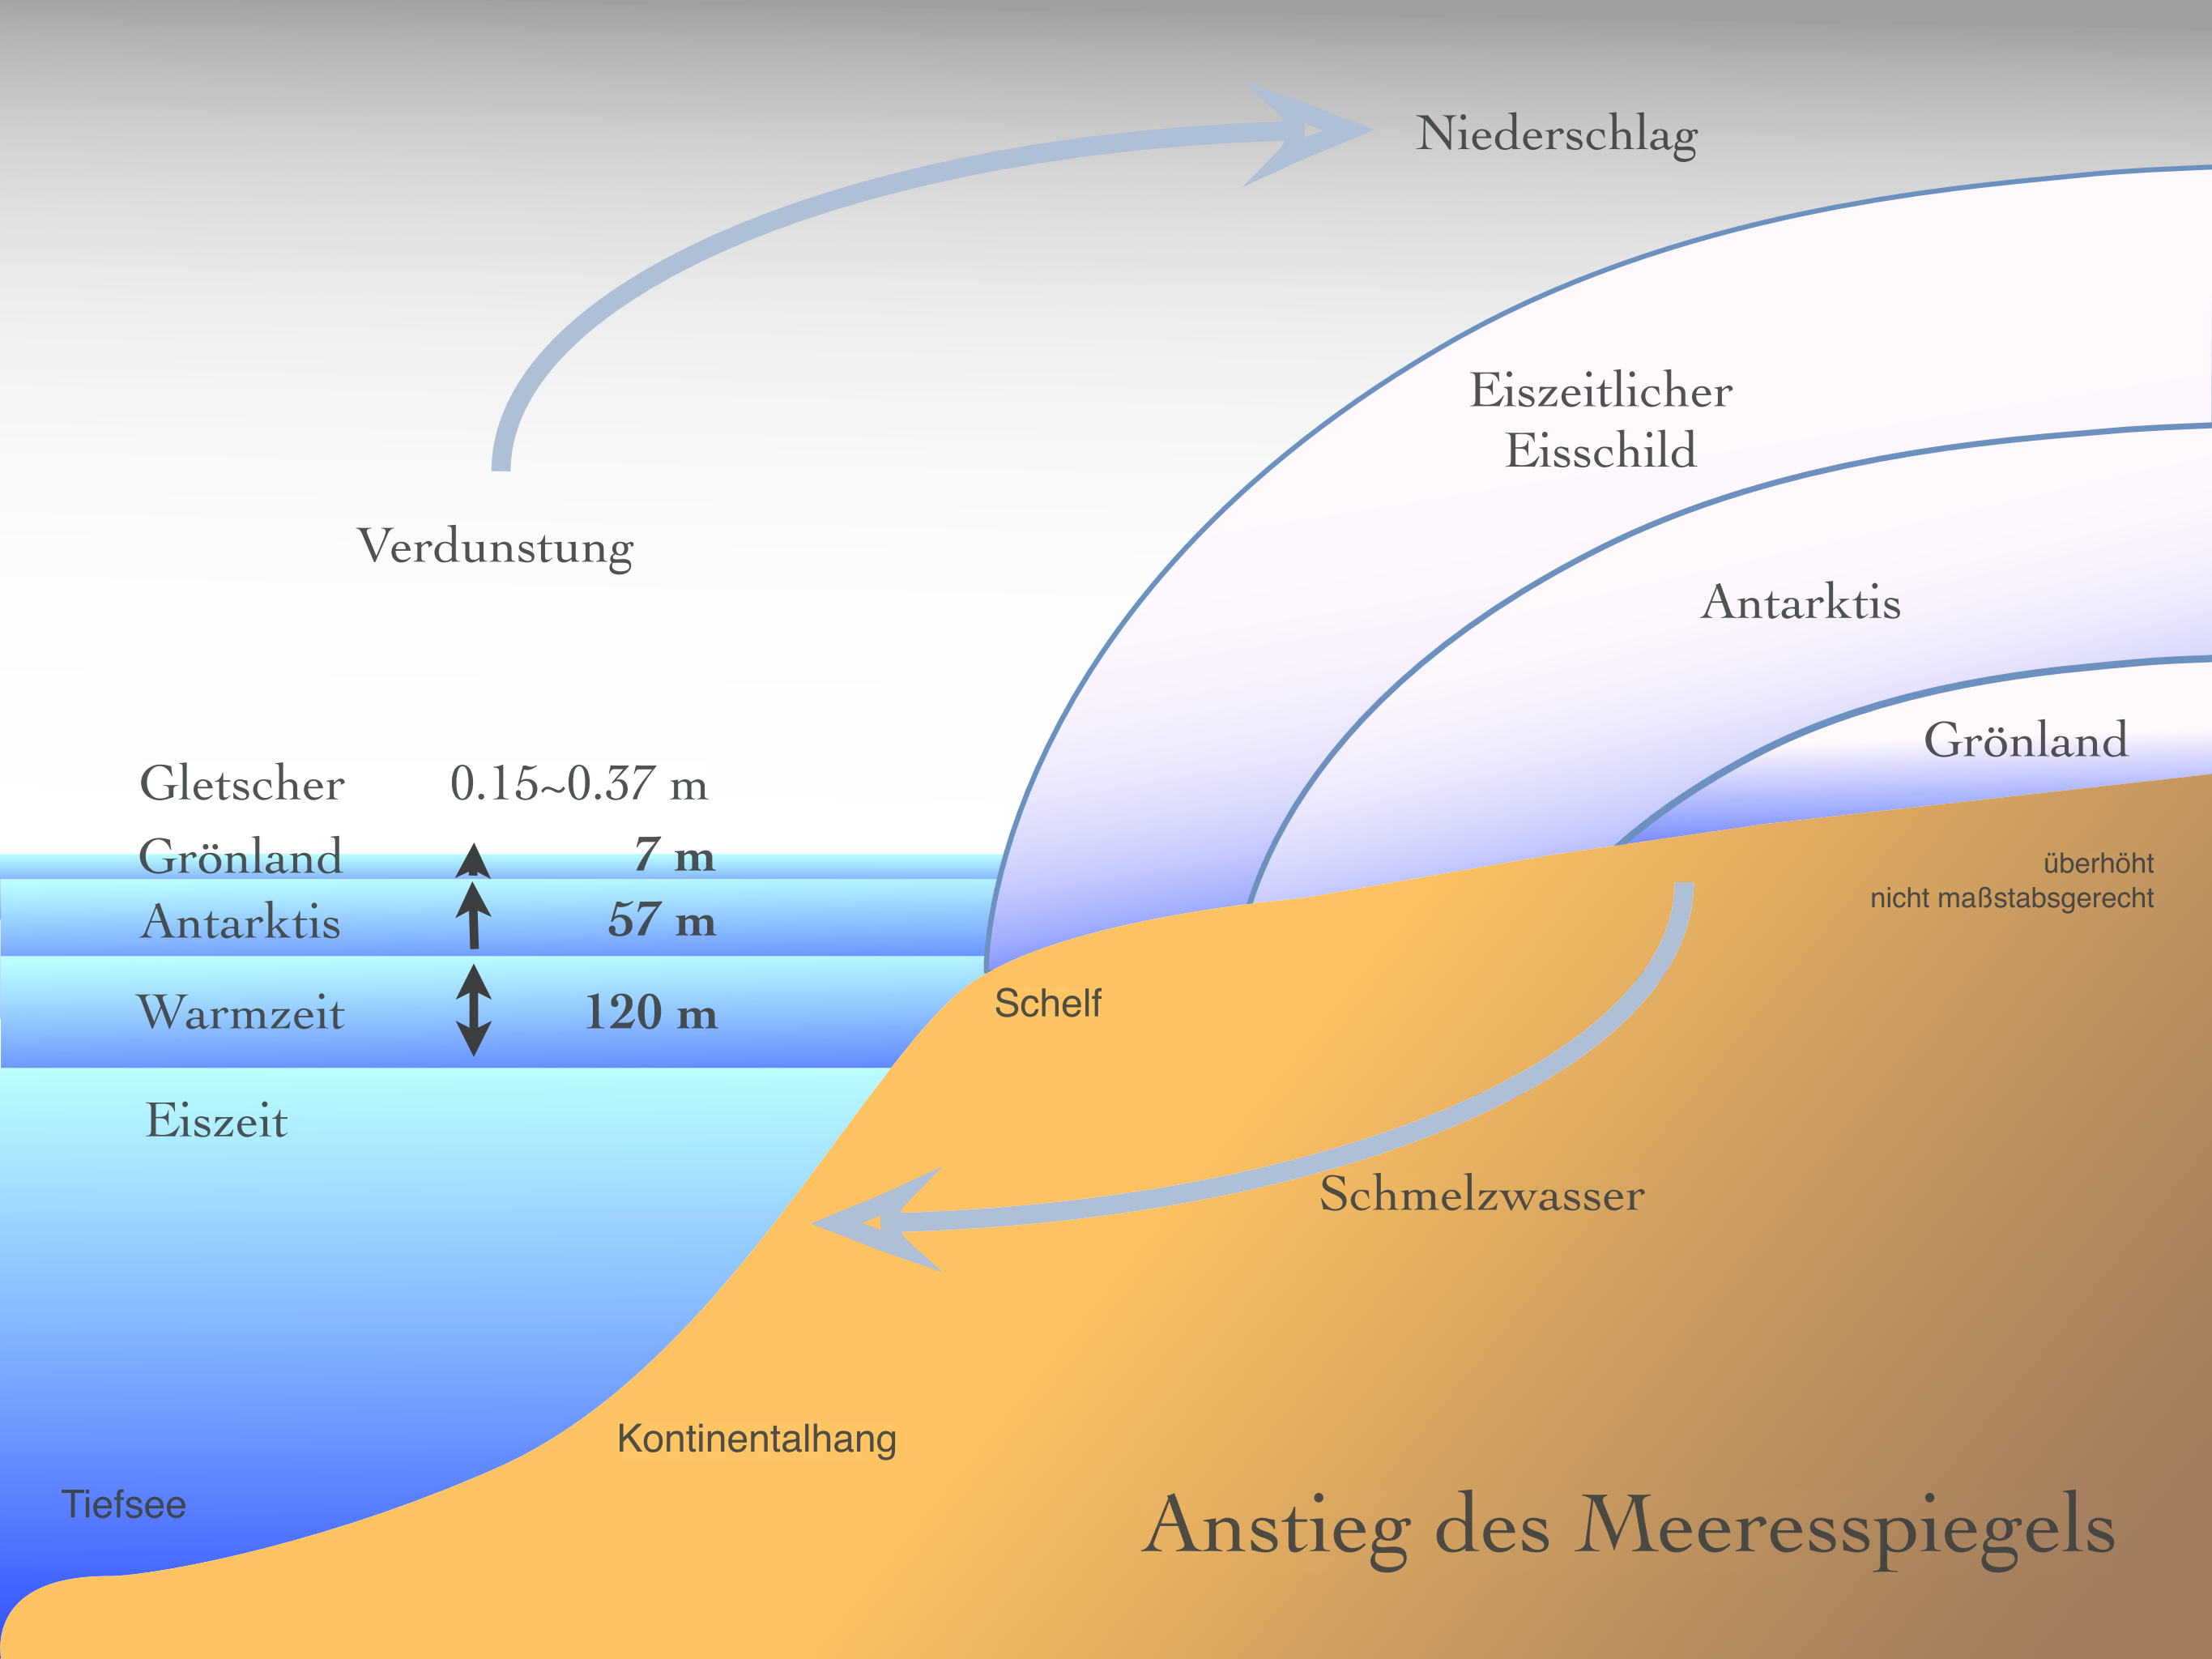 Niederschlag
Eiszeitlicher
Eisschild
Verdunstung
Antarktis
Grönland
Gletscher 0.15~0.37 m
Grönland 7 m
Antarktis 57 m
Warmzeit 120 m
Eiszeit
überhöht
nicht maßstabsgerecht
Schelf
Schmelzwasser
Kontinentalhang
Tiefsee
Anstieg des Meeresspiegels